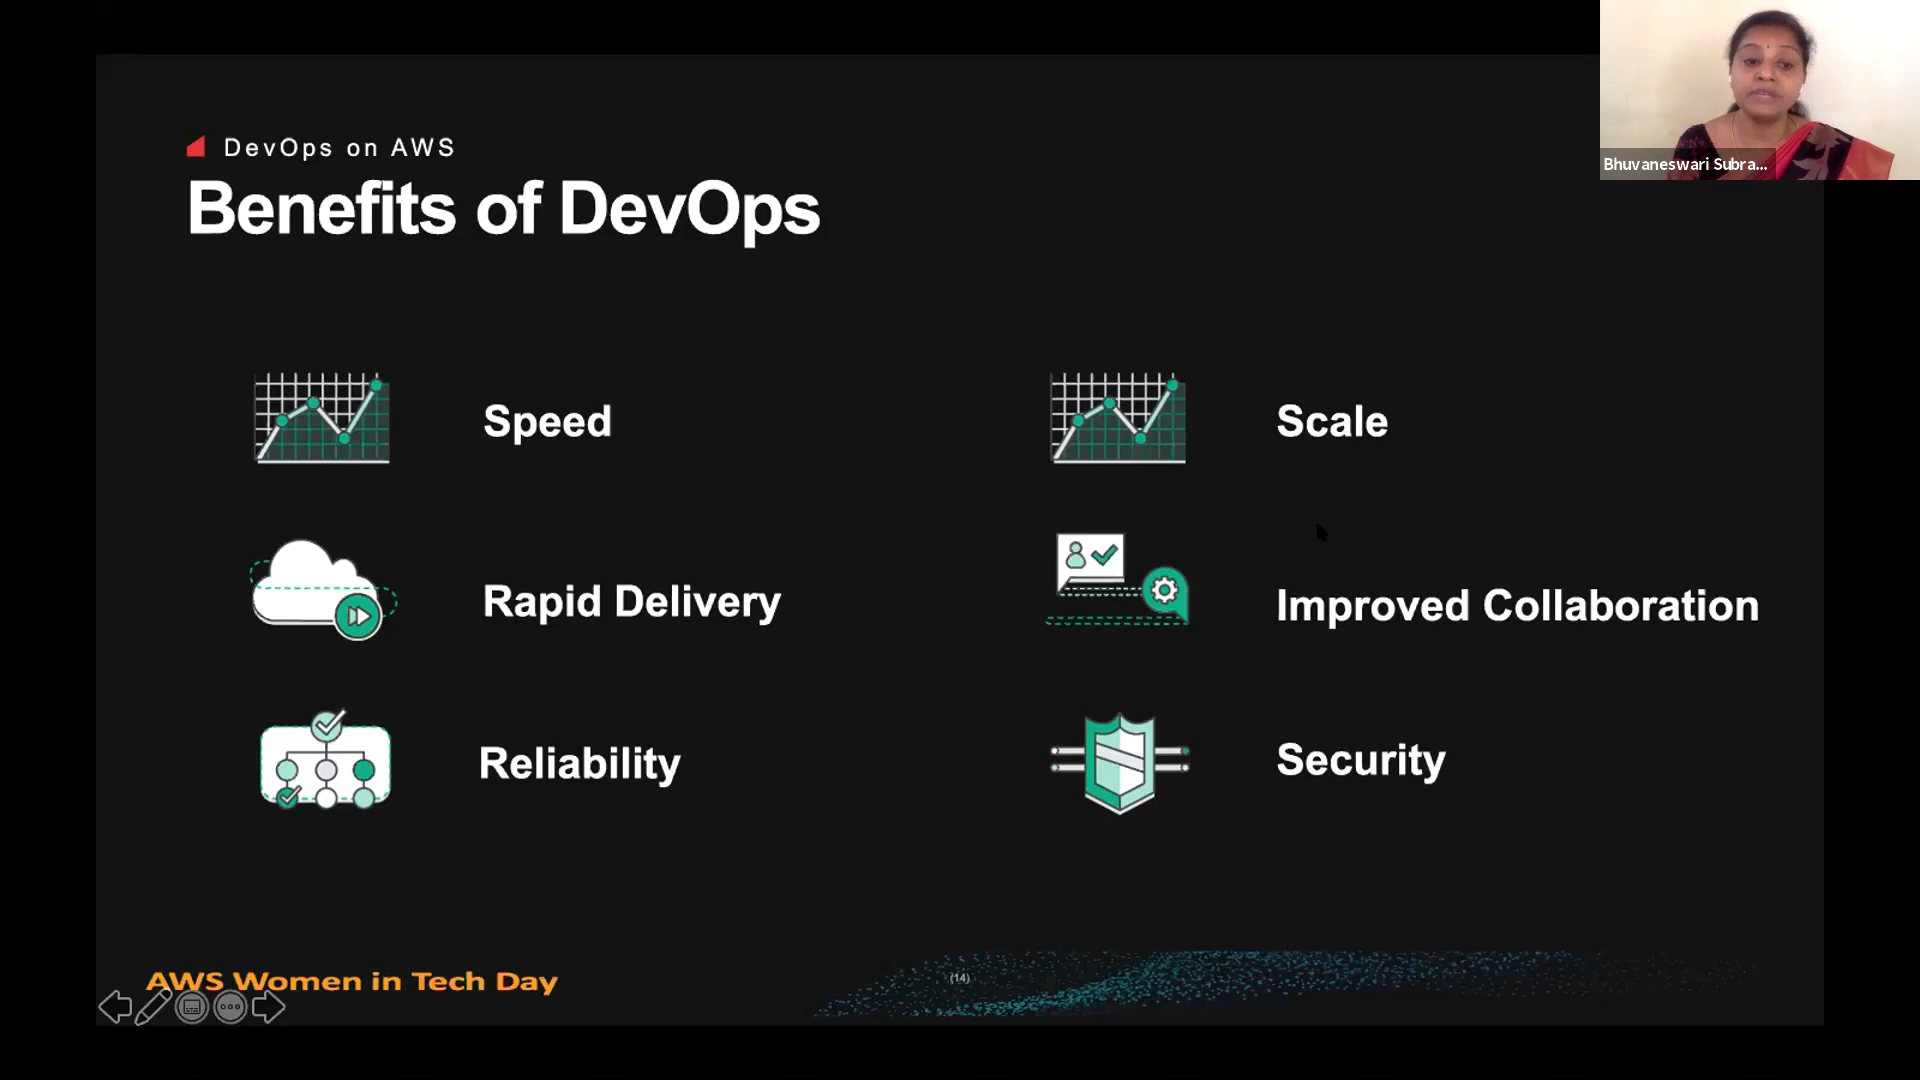 Bhuvaneswari Subra...
DevOps on AWS
Benefits of DevOps
Speed
Scale
Rapid Delivery
Improved Collaboration
Reliability
Security
AWS Women in Tech Day
(14)